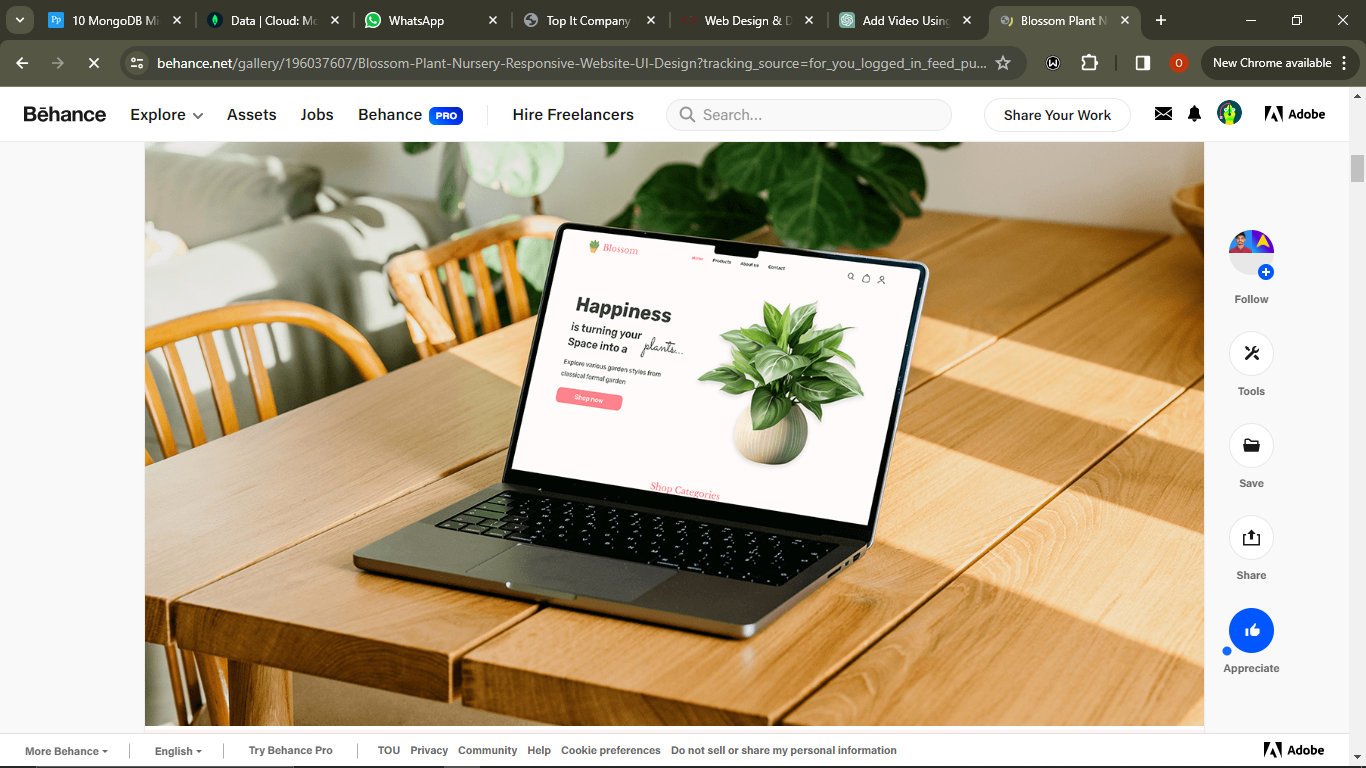 10 MongoDB Mi
Data | Cloud: Mo
WhatsApp
Top It Company
Web Design & D
Add Video Using
Blossom Plant N
behance.net/gallery/196037607/Blossom-Plant-Nursery-Responsive-Website-UI-Design?tracking_source=for_you_logged_in_feed_pu...
New Chrome available
Bēhance
Explore
Assets
Jobs
Behance PRO
Hire Freelancers
Search...
Share Your Work
Adobe
Blossom
Home Products About us Contact
Happiness
is turning your
Space into a plants...
Explore various garden styles from
classical formal garden
Shop now
Shop Categories
Follow
Tools
Save
Share
Appreciate
More Behance
English
Try Behance Pro
TOU Privacy Community Help Cookie preferences Do not sell or share my personal information
Adobe